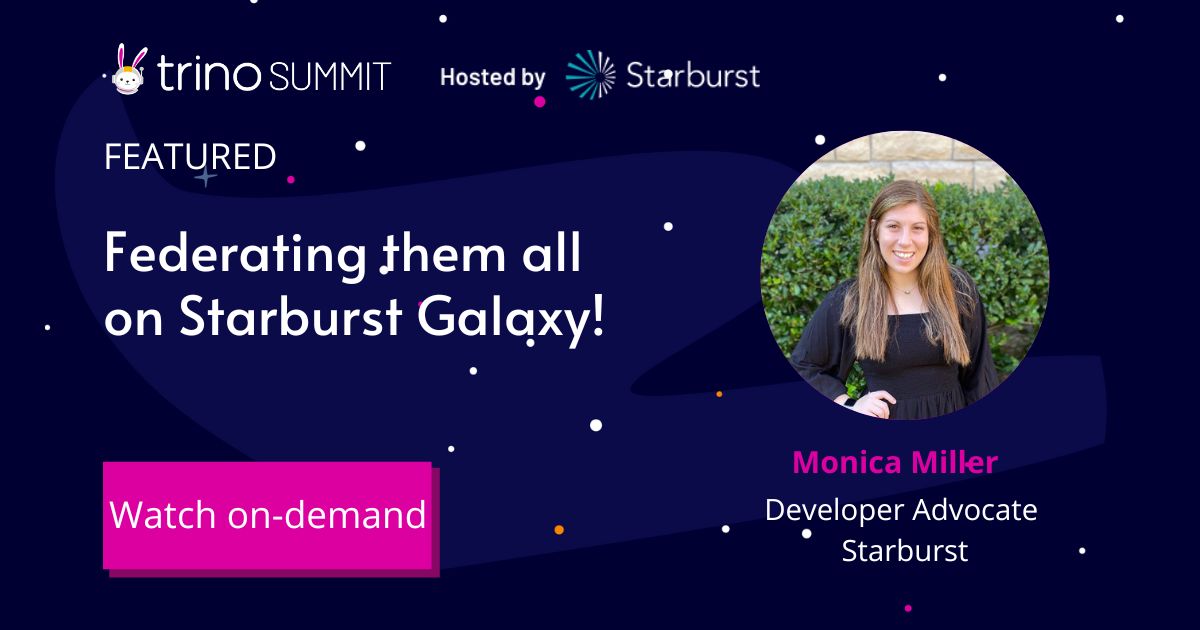 trino SUMMIT Hosted by Starburst
FEATURED
Federating them all
on Starburst Galaxy!
Watch on-demand
Monica Miller
Developer Advocate
Starburst